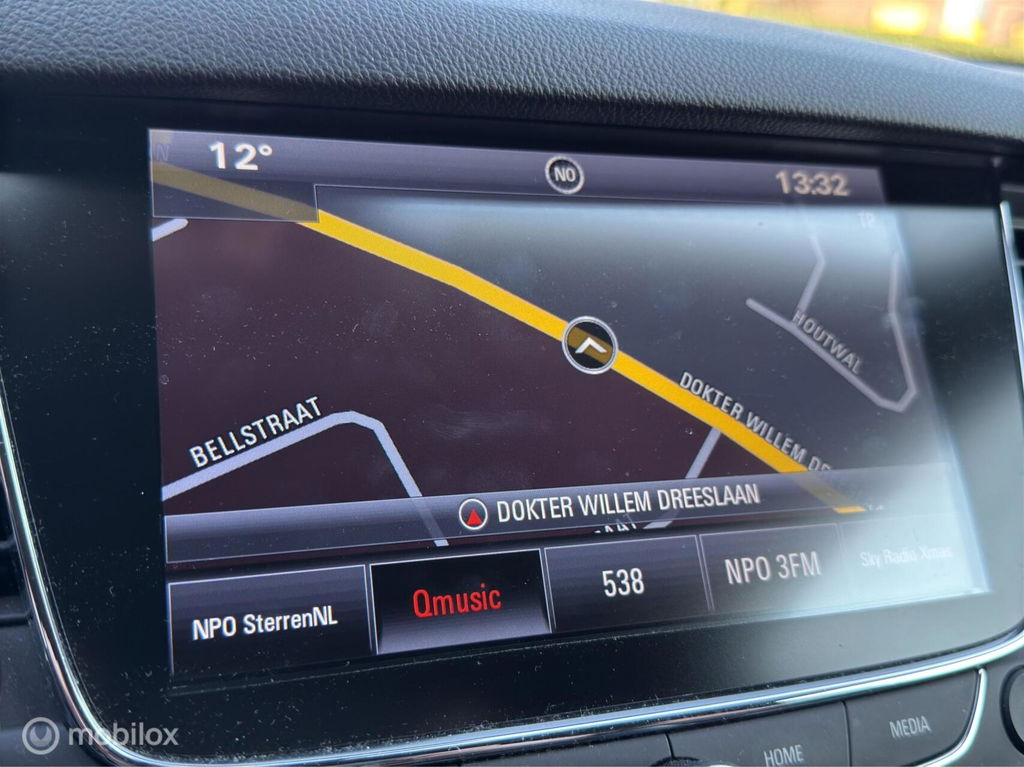 12°
NO
13:32
TP
HOUTWAL
DOKTER WILLEM DR
BELLSTRAAT
DOKTER WILLEM DREESLAAN
NPO SterrenNL
Qmusic
538
NPO 3FM
Sky Radio Xmas
HOME
MEDIA
mobilox